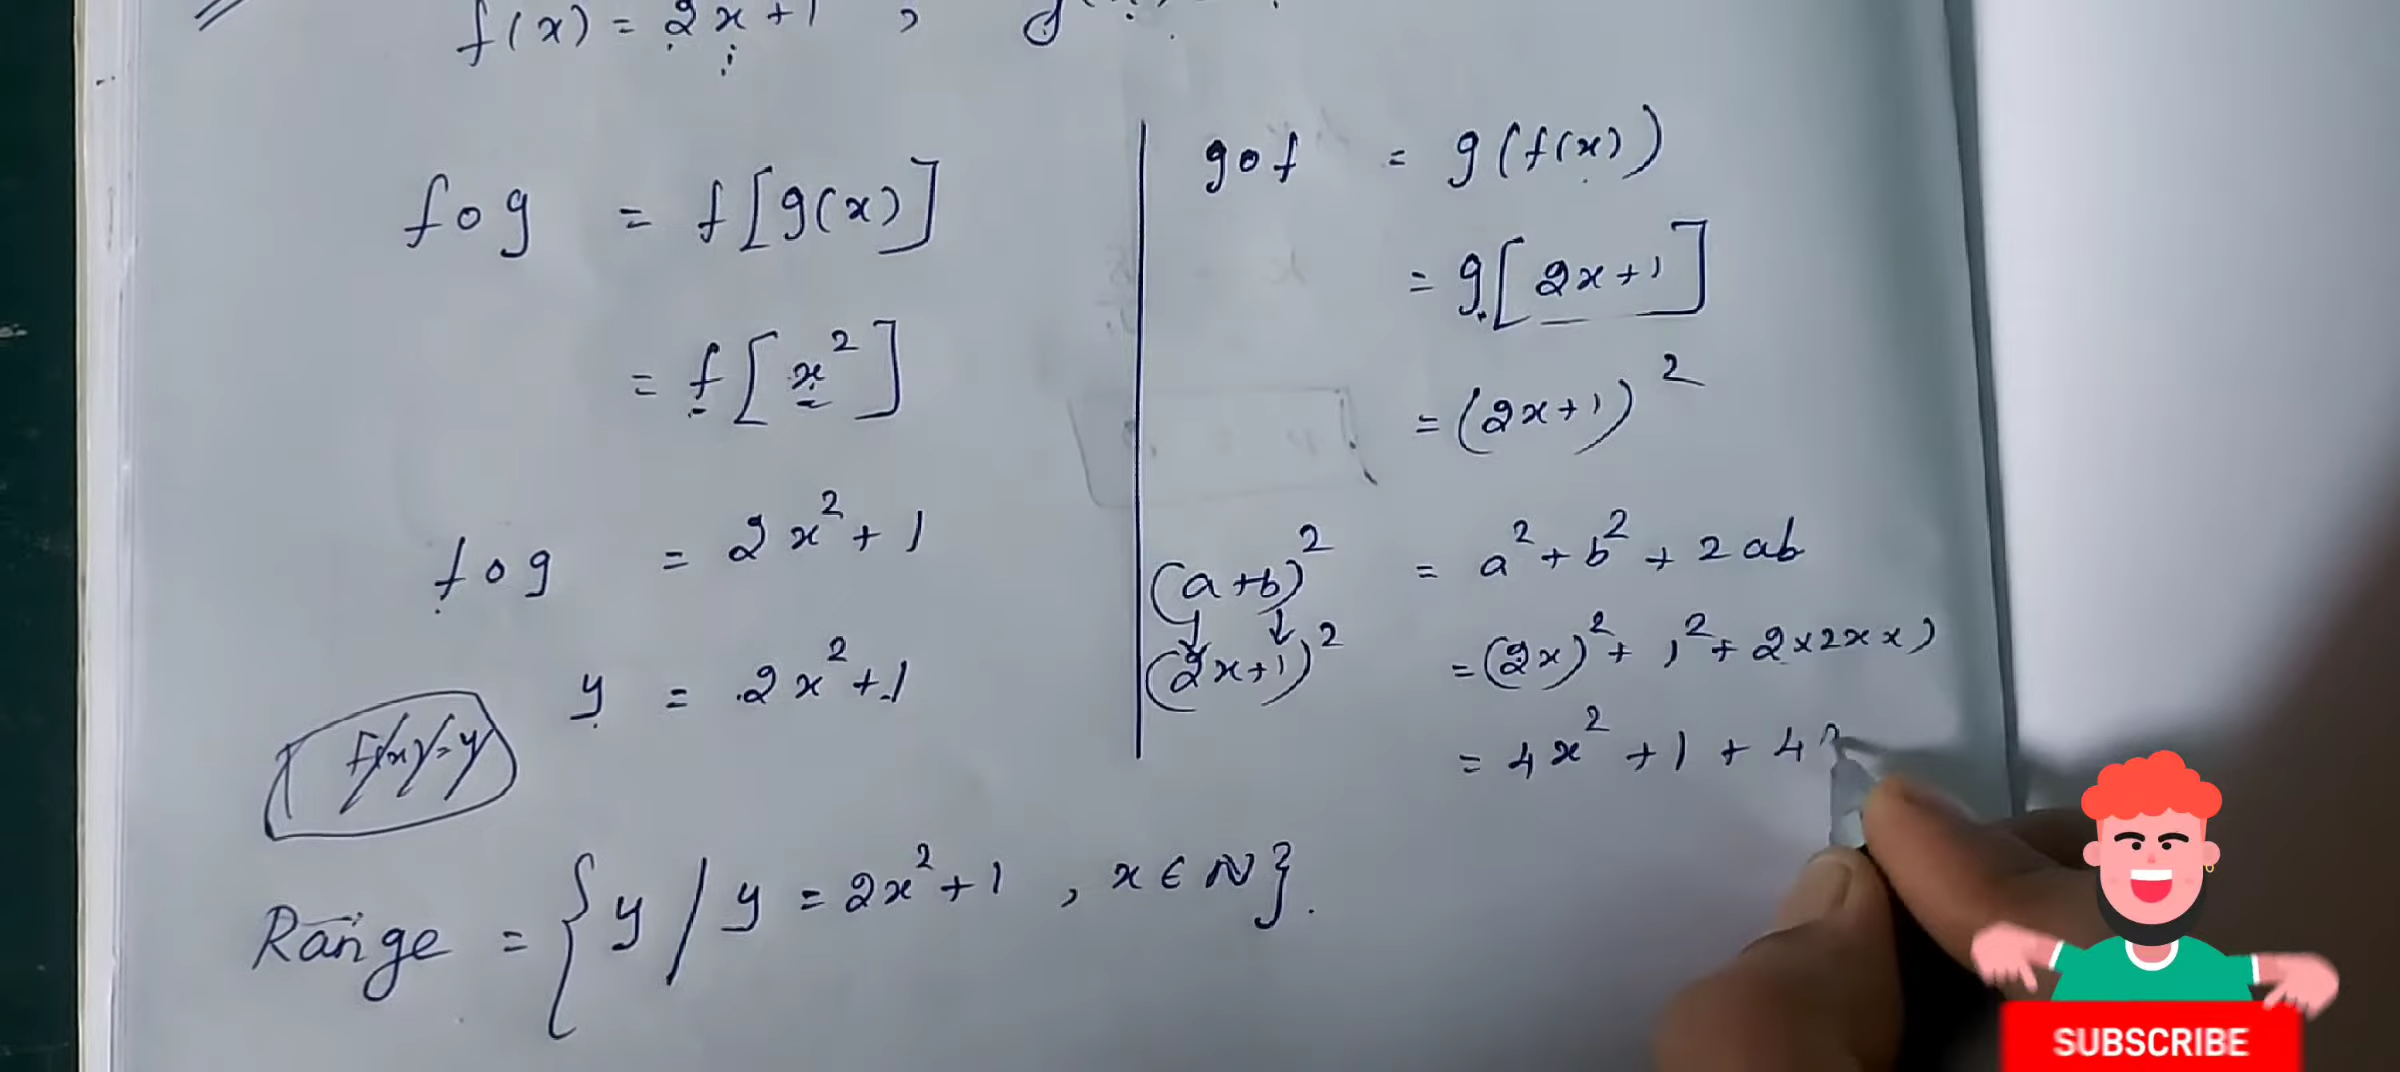 f(x) = 2x+1 ,
fog = f[g(x)]
= f[x²]
fog = 2x²+1
y = 2x²+1
f(x)=y
gof = g(f(x))
= g[2x+1]
= (2x+1)²
(a+b)² = a²+b²+2ab
(2x+1)² = (2x)²+1²+2×2x×1
= 4x²+1+4
Range = {y / y = 2x²+1 , x ∈ N}.
SUBSCRIBE